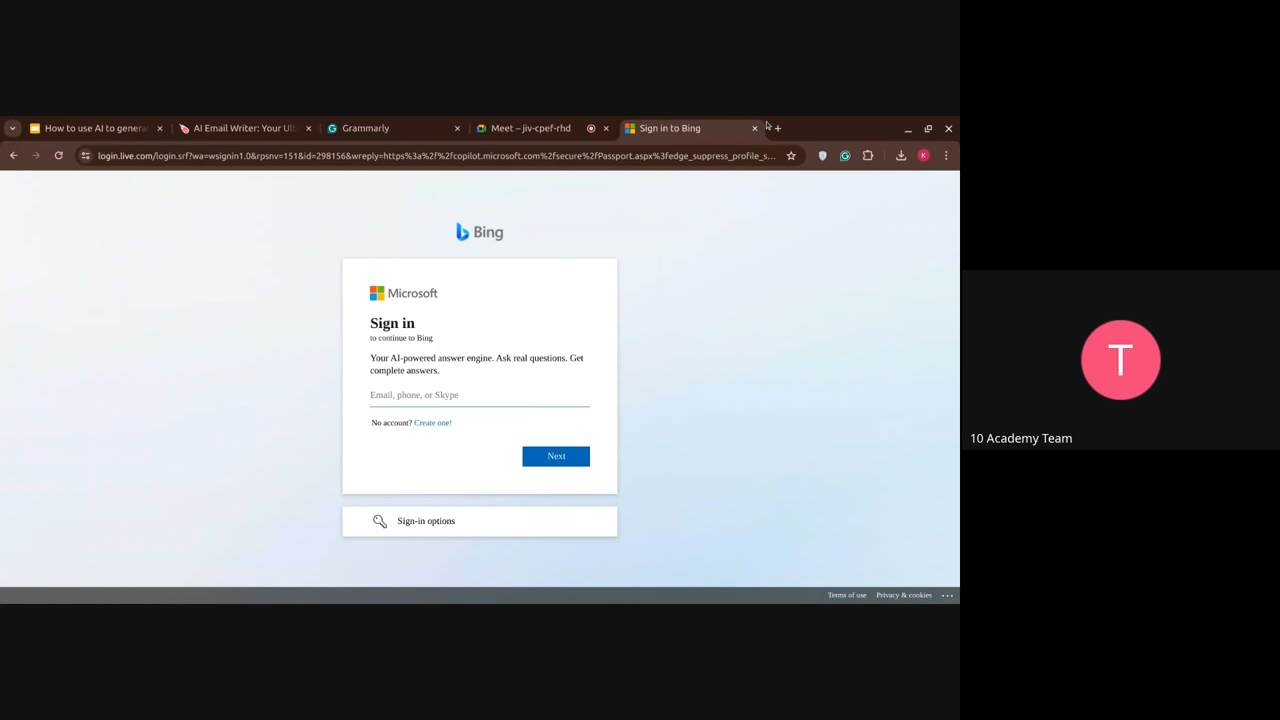 How to use AI to genera
AI Email Writer: Your Ult
Grammarly
Meet – jiv-cpef-rhd
Sign in to Bing
login.live.com/login.srf?wa=wsignin1.0&rpsnv=151&id=298156&wreply=https%3a%2f%2fcopilot.microsoft.com%2fsecure%2fPassport.aspx%3fedge_suppress_profile_s...
K
Bing
Microsoft
Sign in
to continue to Bing
Your AI-powered answer engine. Ask real questions. Get
complete answers.
Email, phone, or Skype
No account? Create one!
Next
Sign-in options
Terms of use Privacy & cookies ...
T
10 Academy Team